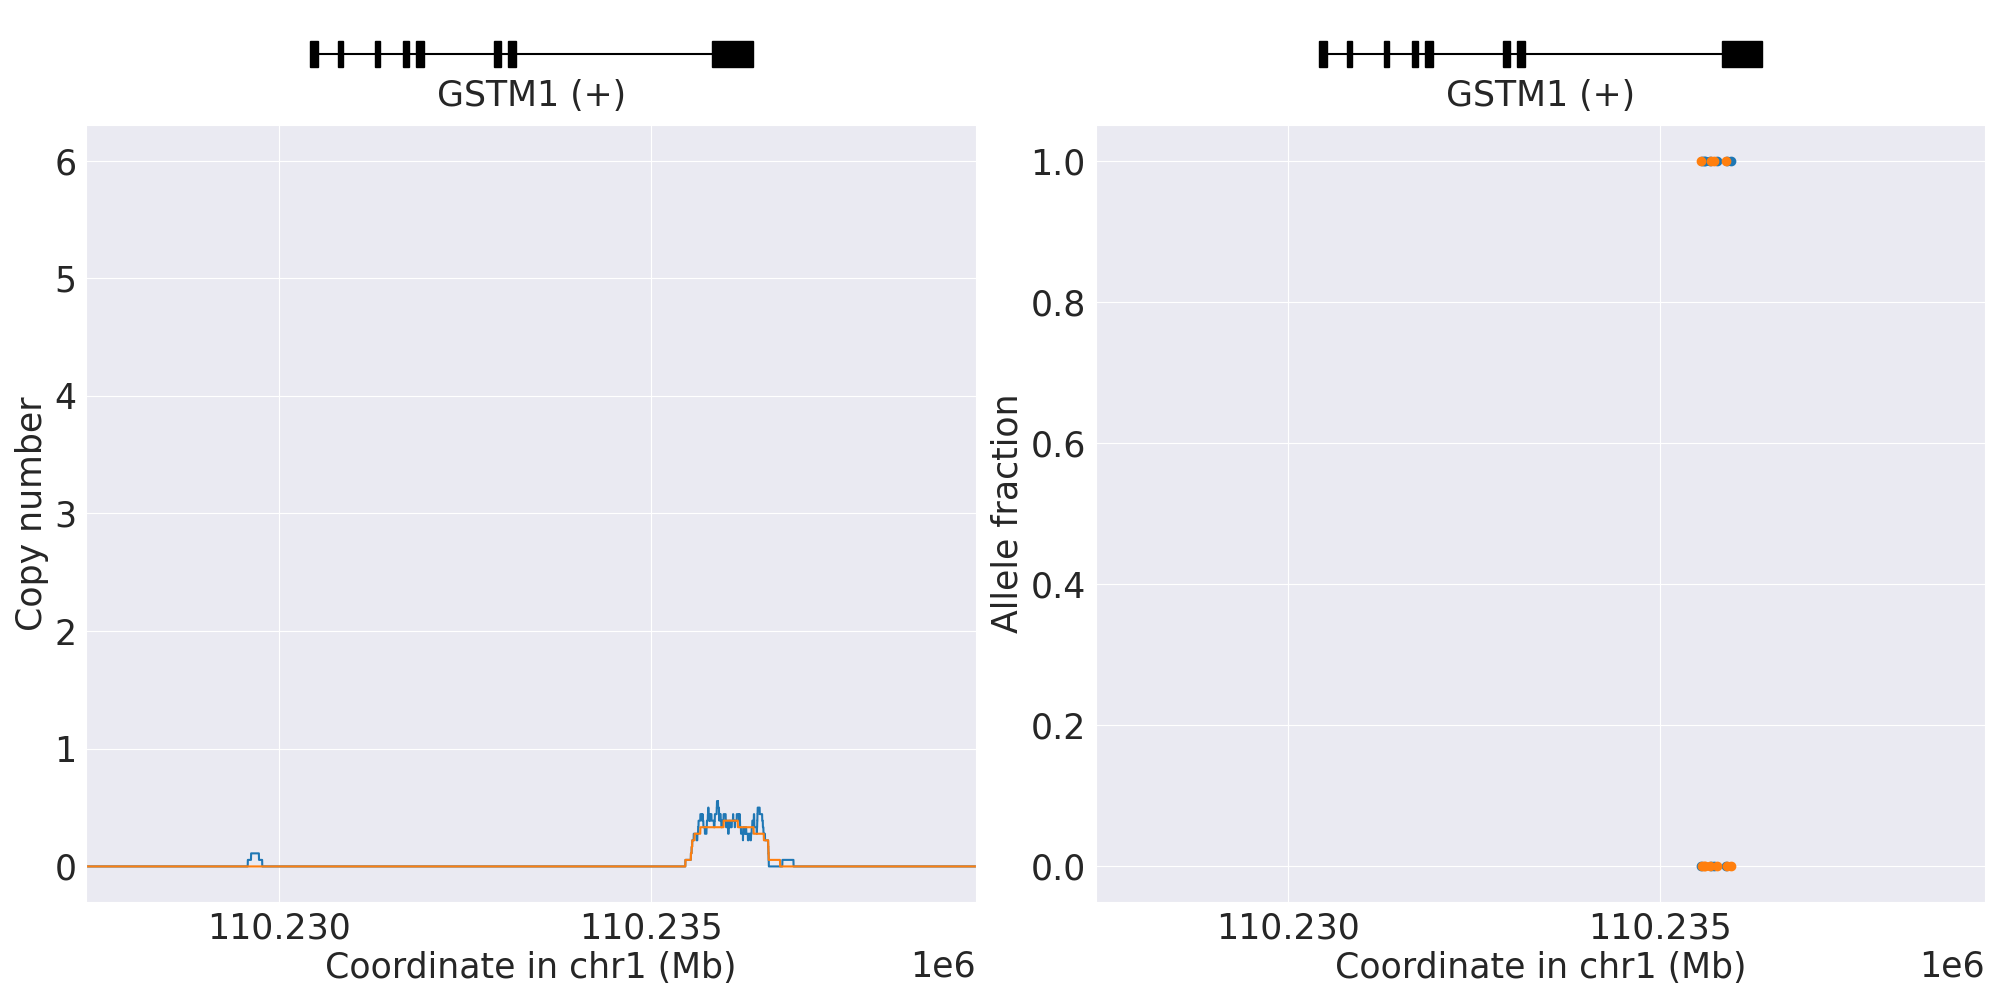 GSTM1 (+)
6
5
4
3
2
1
0
Copy number
110.230
110.235
Coordinate in chr1 (Mb)
1e6
GSTM1 (+)
1.0
0.8
0.6
0.4
0.2
0.0
Allele fraction
110.230
110.235
Coordinate in chr1 (Mb)
1e6